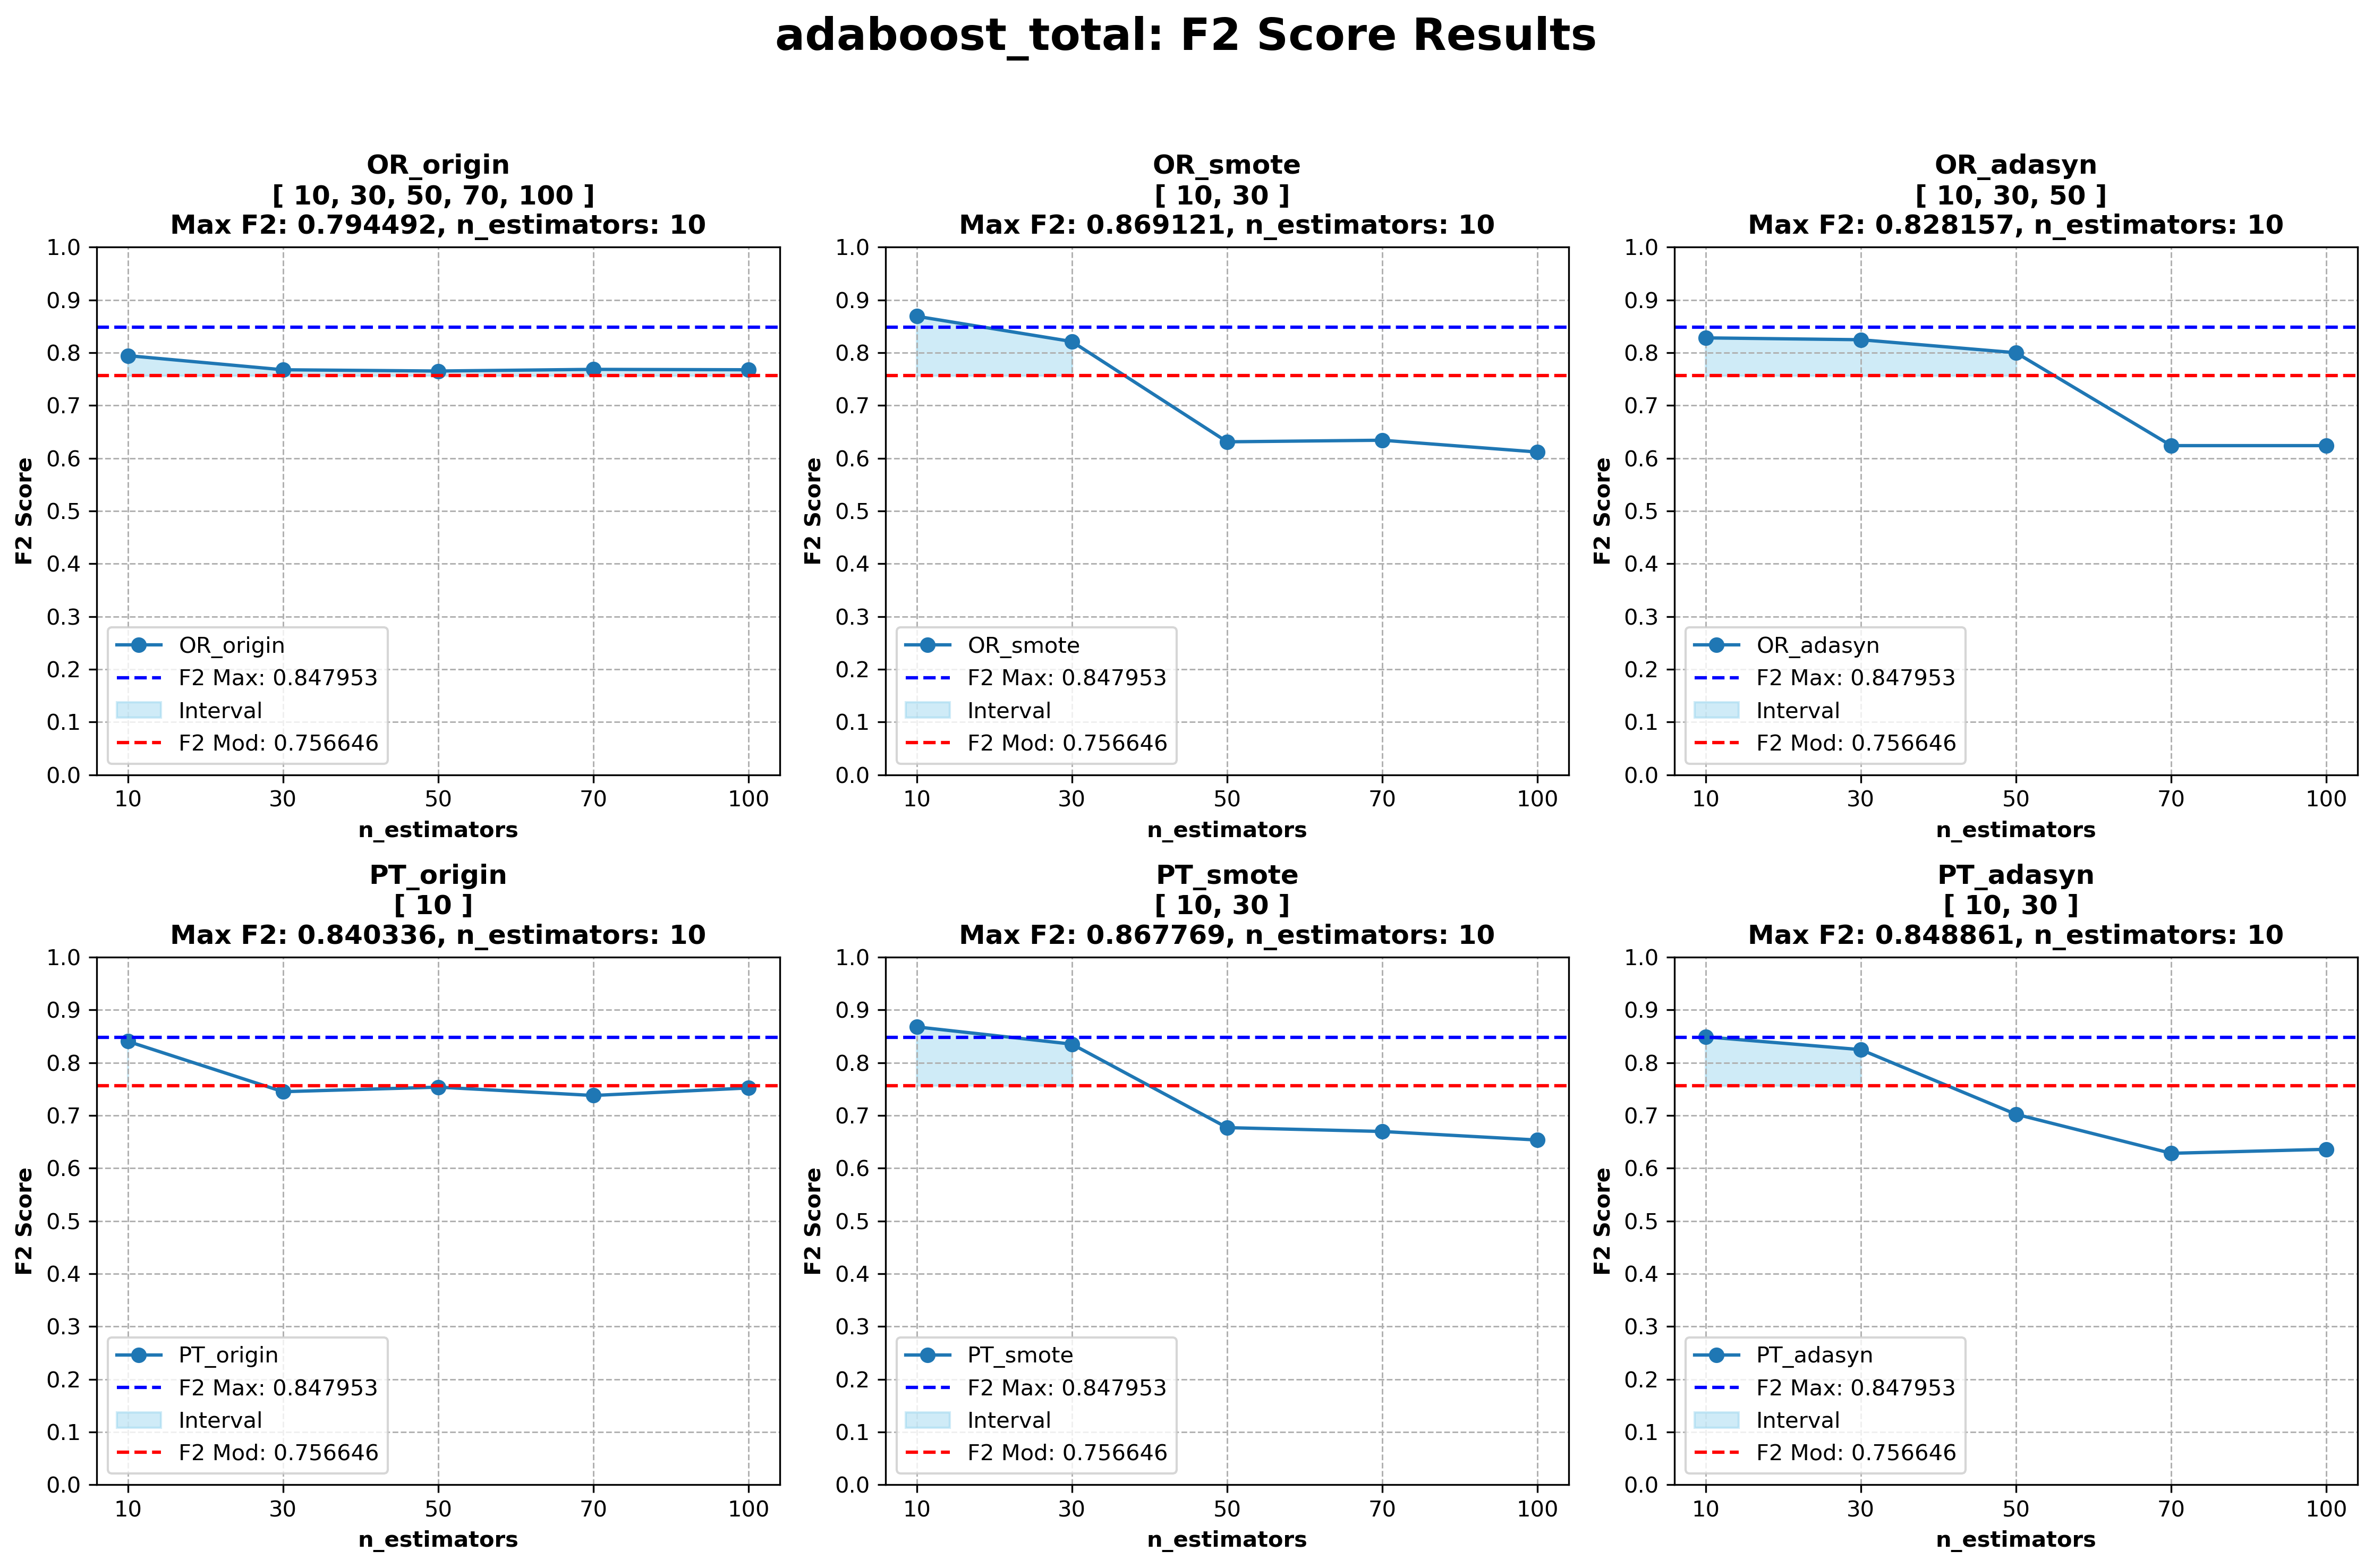 adaboost_total: F2 Score Results
OR_origin
[ 10, 30, 50, 70, 100 ]
Max F2: 0.794492, n_estimators: 10
1.0
0.9
0.8
0.7
0.6
0.5
0.4
0.3
0.2
0.1
0.0
F2 Score
OR_origin
F2 Max: 0.847953
Interval
F2 Mod: 0.756646
10 30 50 70 100
n_estimators
OR_smote
[ 10, 30 ]
Max F2: 0.869121, n_estimators: 10
1.0
0.9
0.8
0.7
0.6
0.5
0.4
0.3
0.2
0.1
0.0
F2 Score
OR_smote
F2 Max: 0.847953
Interval
F2 Mod: 0.756646
10 30 50 70 100
n_estimators
OR_adasyn
[ 10, 30, 50 ]
Max F2: 0.828157, n_estimators: 10
1.0
0.9
0.8
0.7
0.6
0.5
0.4
0.3
0.2
0.1
0.0
F2 Score
OR_adasyn
F2 Max: 0.847953
Interval
F2 Mod: 0.756646
10 30 50 70 100
n_estimators
PT_origin
[ 10 ]
Max F2: 0.840336, n_estimators: 10
1.0
0.9
0.8
0.7
0.6
0.5
0.4
0.3
0.2
0.1
0.0
F2 Score
PT_origin
F2 Max: 0.847953
Interval
F2 Mod: 0.756646
10 30 50 70 100
n_estimators
PT_smote
[ 10, 30 ]
Max F2: 0.867769, n_estimators: 10
1.0
0.9
0.8
0.7
0.6
0.5
0.4
0.3
0.2
0.1
0.0
F2 Score
PT_smote
F2 Max: 0.847953
Interval
F2 Mod: 0.756646
10 30 50 70 100
n_estimators
PT_adasyn
[ 10, 30 ]
Max F2: 0.848861, n_estimators: 10
1.0
0.9
0.8
0.7
0.6
0.5
0.4
0.3
0.2
0.1
0.0
F2 Score
PT_adasyn
F2 Max: 0.847953
Interval
F2 Mod: 0.756646
10 30 50 70 100
n_estimators